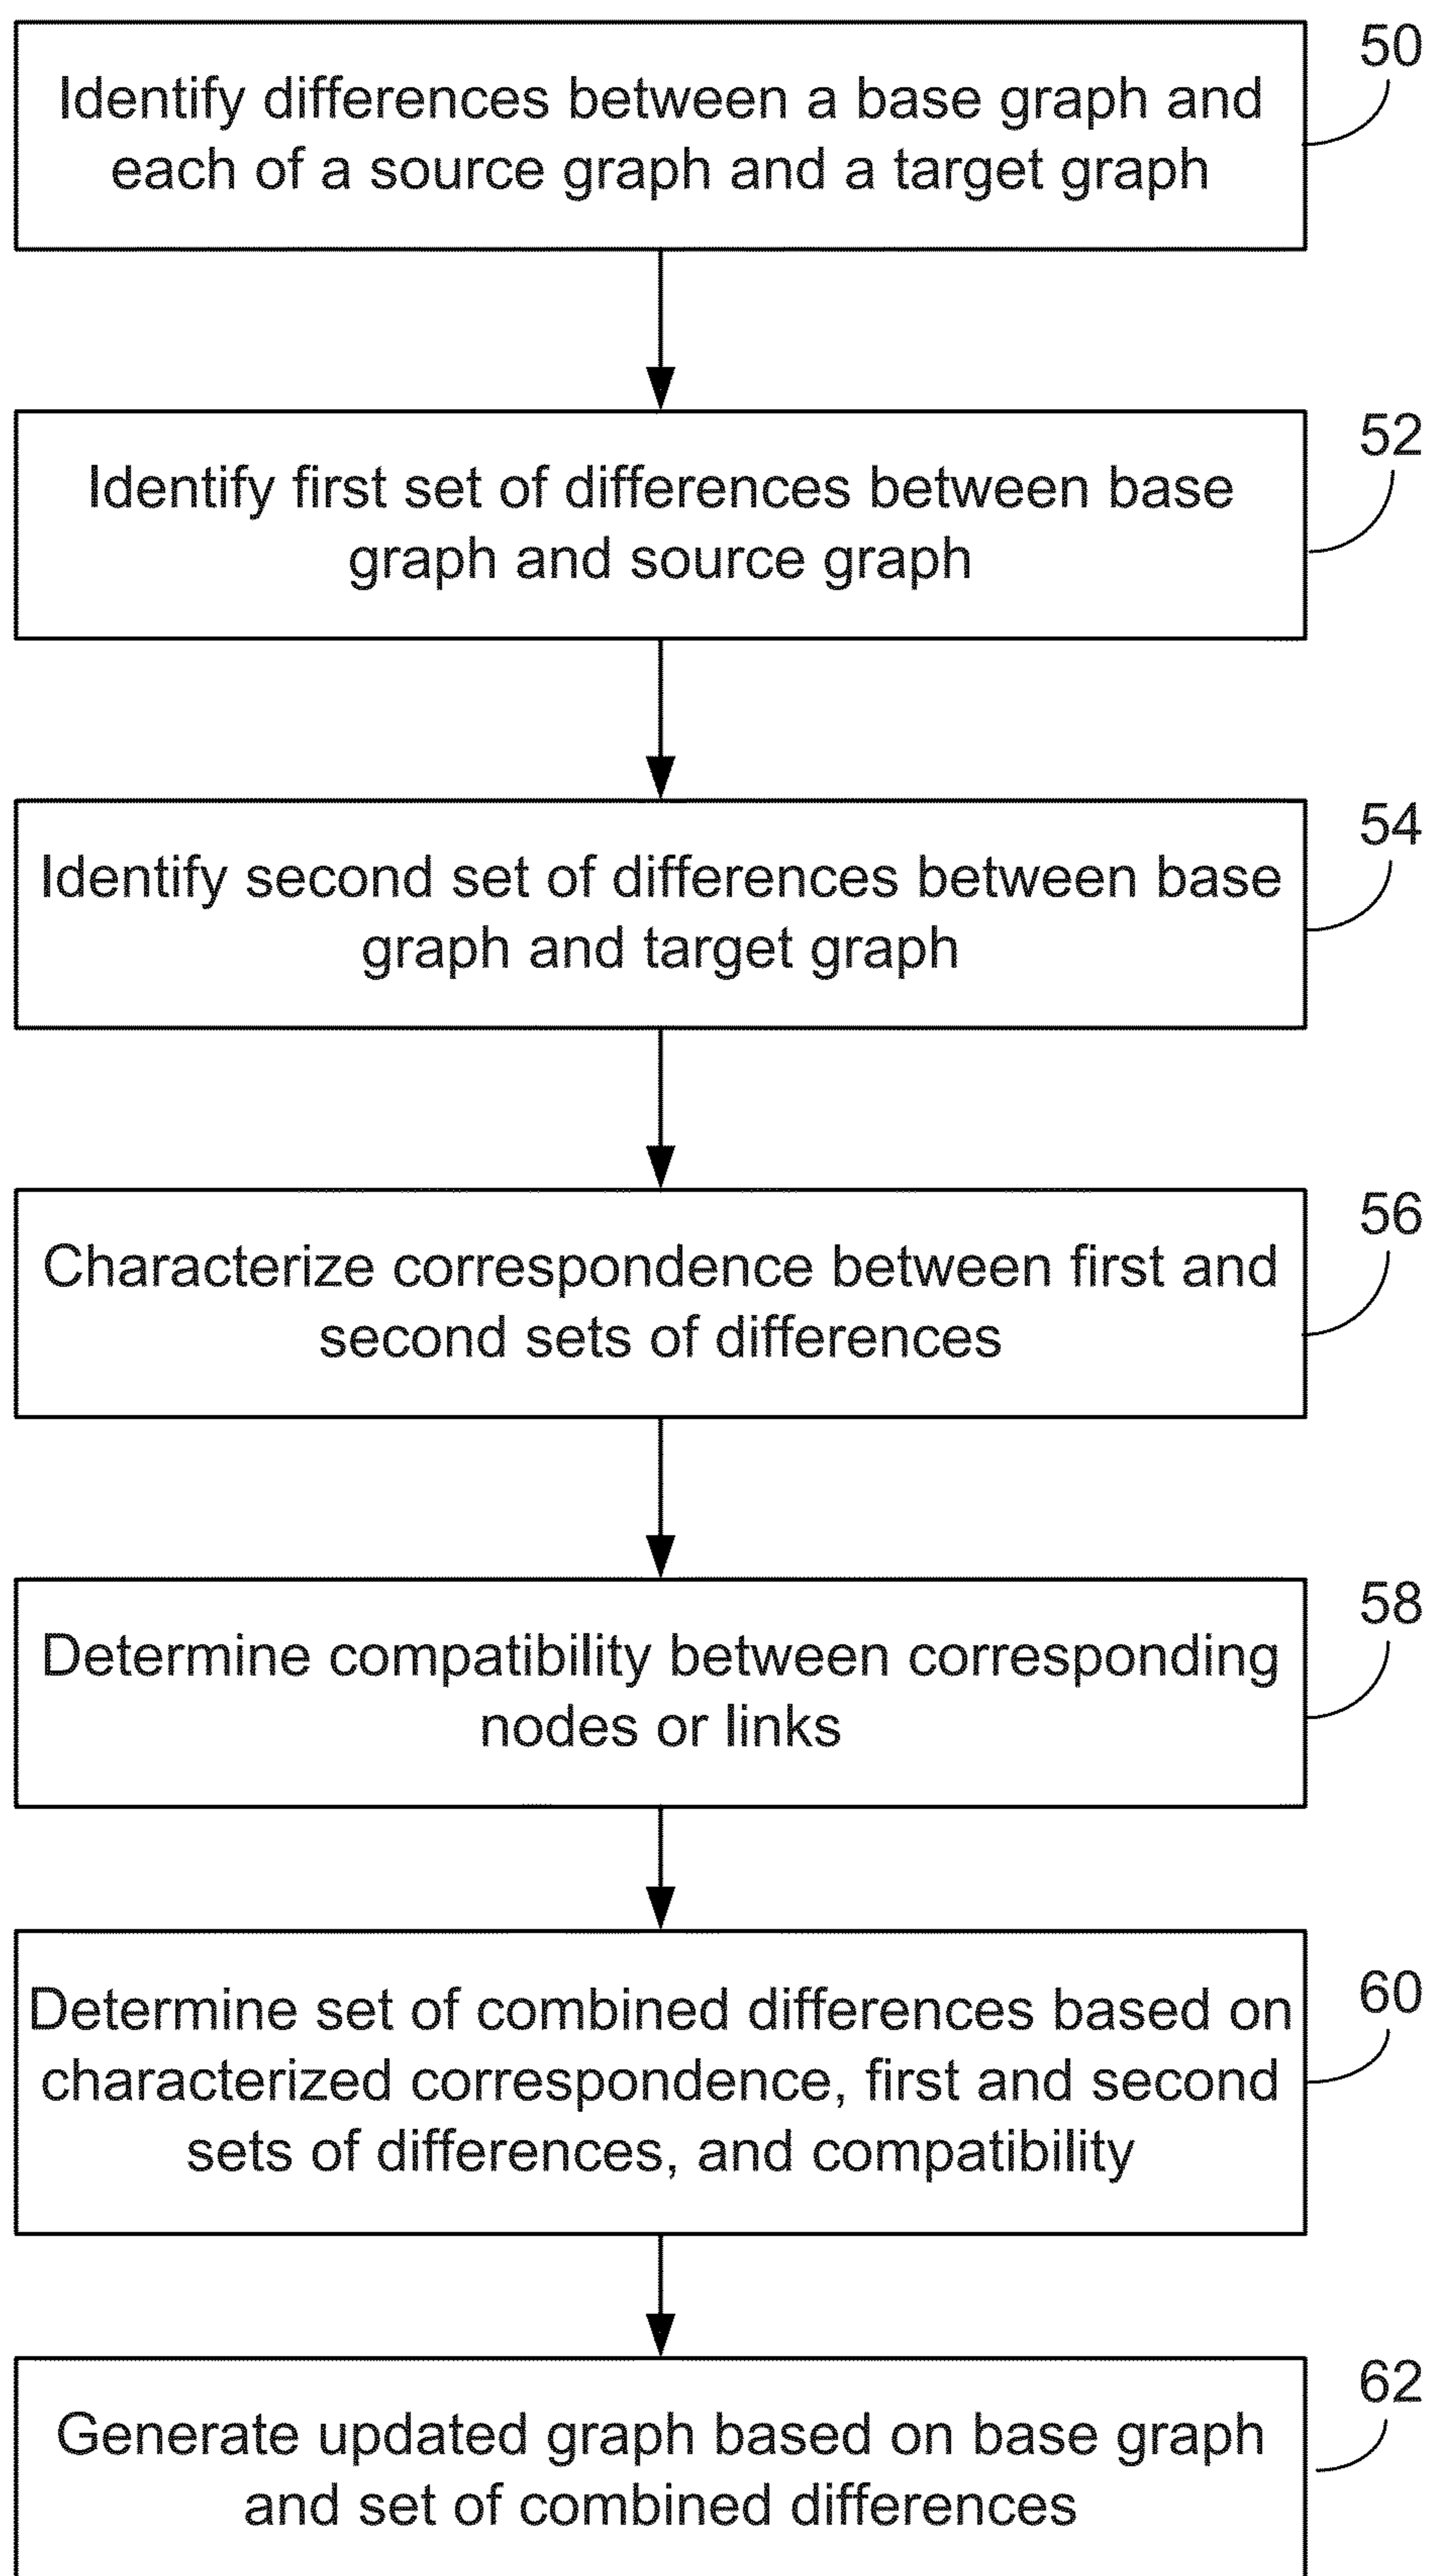 50
Identify differences between a base graph and
each of a source graph and a target graph
52
Identify first set of differences between base
graph and source graph
54
Identify second set of differences between base
graph and target graph
56
Characterize correspondence between first and
second sets of differences
58
Determine compatibility between corresponding
nodes or links
60
Determine set of combined differences based on
characterized correspondence, first and second
sets of differences, and compatibility
62
Generate updated graph based on base graph
and set of combined differences